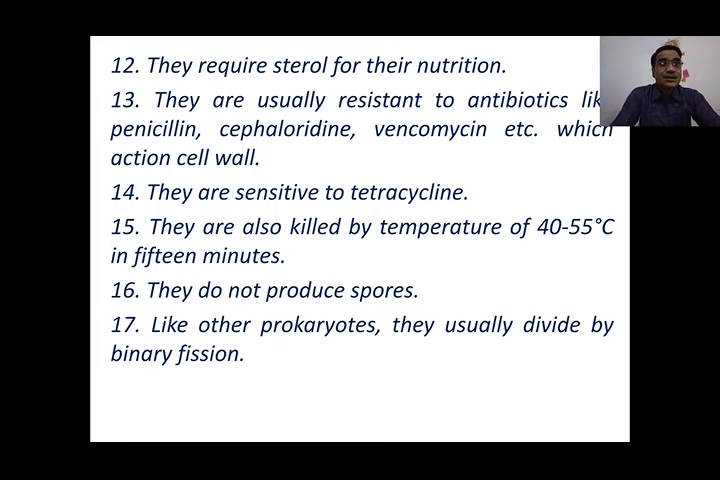 12. They require sterol for their nutrition.
13. They are usually resistant to antibiotics lik
penicillin, cephaloridine, vencomycin etc. which
action cell wall.
14. They are sensitive to tetracycline.
15. They are also killed by temperature of 40-55°C
in fifteen minutes.
16. They do not produce spores.
17. Like other prokaryotes, they usually divide by
binary fission.